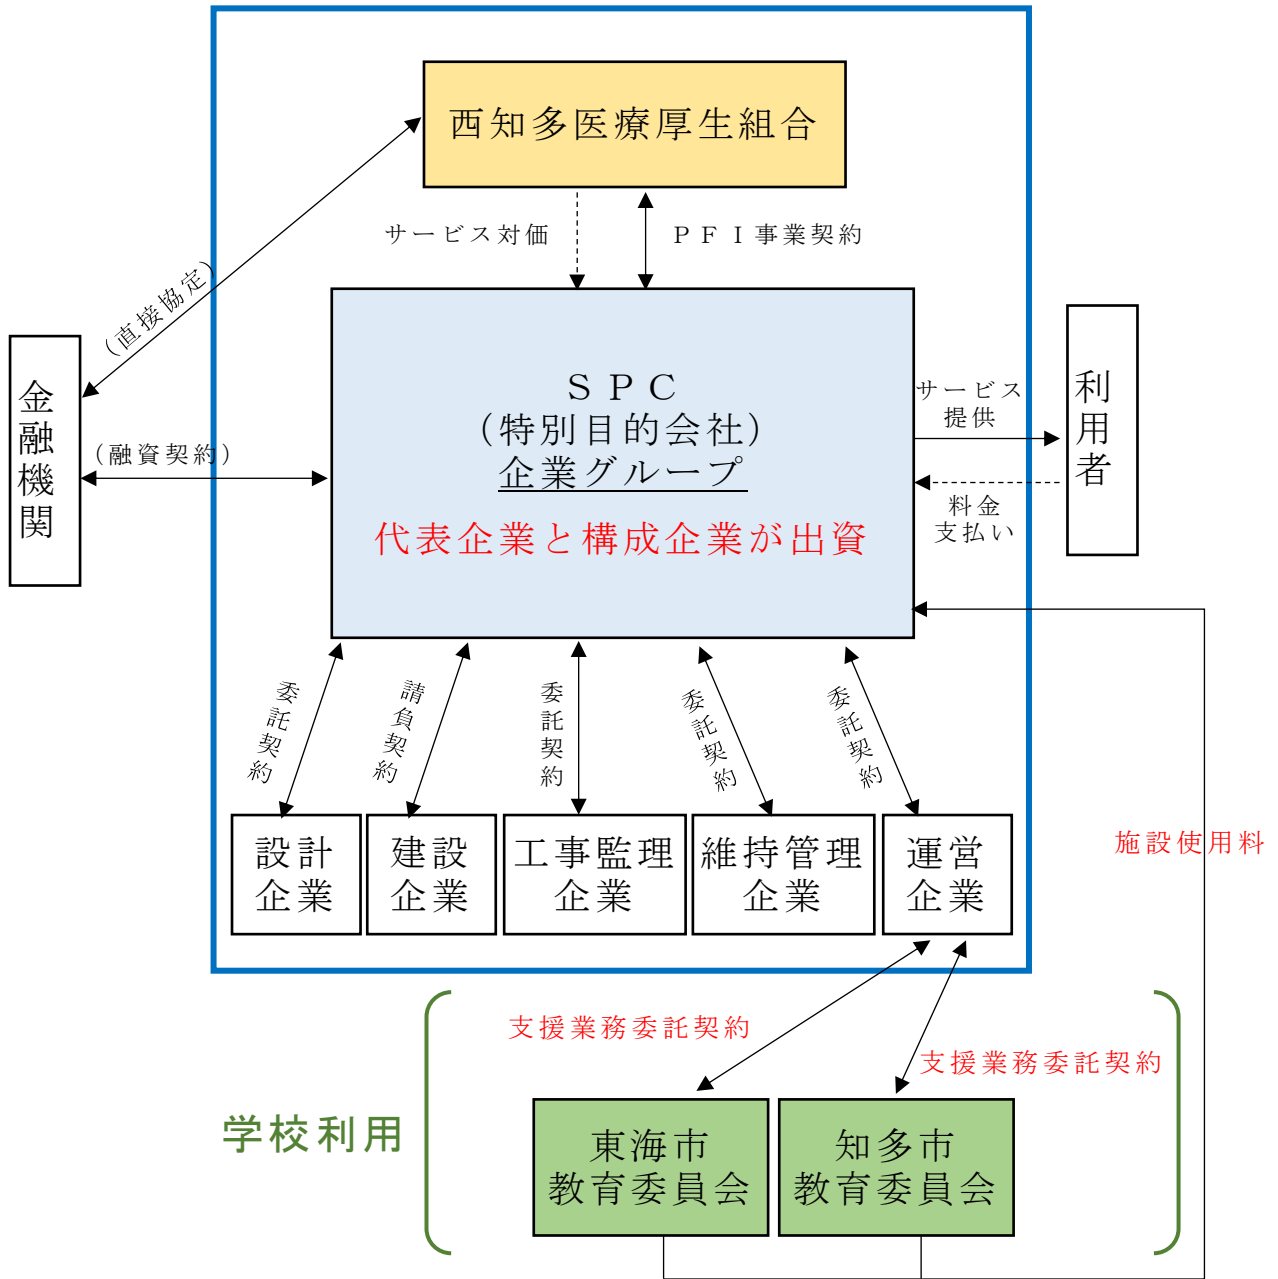 西知多医療厚生組合
サービス対価
ＰＦＩ事業契約
（直接協定）
金融機関
（融資契約）
ＳＰＣ
（特別目的会社）
企業グループ
代表企業と構成企業が出資
サービス
提供
利用者
料金
支払い
委託契約
請負契約
委託契約
委託契約
委託契約
設計
企業
建設
企業
工事監理
企業
維持管理
企業
運営
企業
施設使用料
支援業務委託契約
支援業務委託契約
学校利用
東海市
教育委員会
知多市
教育委員会